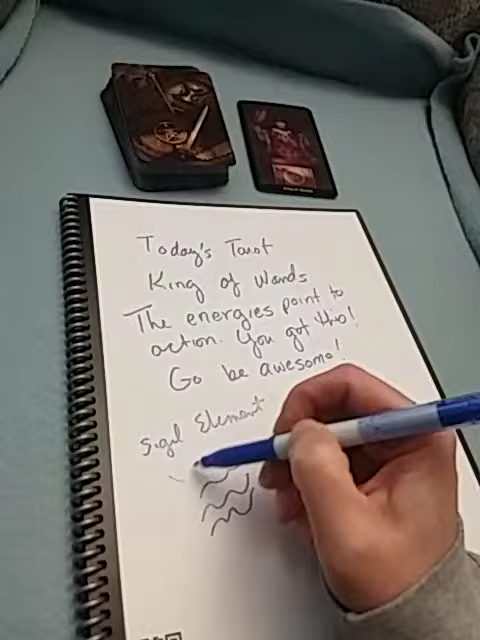 Today's Tarot
King of Wands
The energies point to
action. You got this!
Go be awesome!
Sigil Element